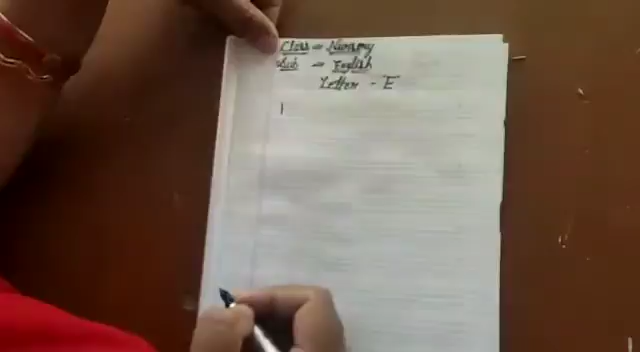 Class = Nursery
Sub = English
Letter - E